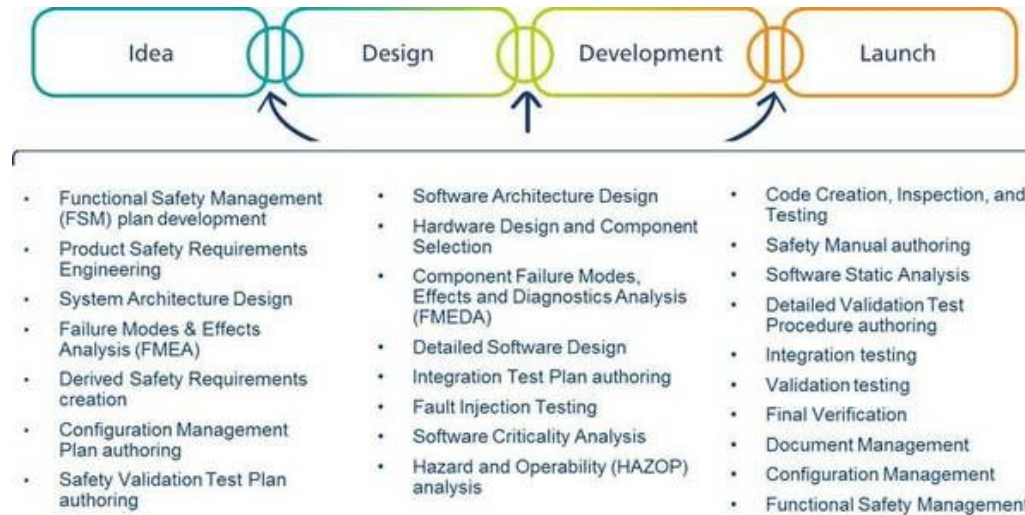 Idea
Design
Development
Launch
Functional Safety Management
(FSM) plan development
Product Safety Requirements
Engineering
System Architecture Design
Failure Modes & Effects
Analysis (FMEA)
Derived Safety Requirements
creation
Configuration Management
Plan authoring
Safety Validation Test Plan
authoring
Software Architecture Design
Hardware Design and Component
Selection
Component Failure Modes,
Effects and Diagnostics Analysis
(FMEDA)
Detailed Software Design
Integration Test Plan authoring
Fault Injection Testing
Software Criticality Analysis
Hazard and Operability (HAZOP)
analysis
Code Creation, Inspection, and
Testing
Safety Manual authoring
Software Static Analysis
Detailed Validation Test
Procedure authoring
Integration testing
Validation testing
Final Verification
Document Management
Configuration Management
Functional Safety Management